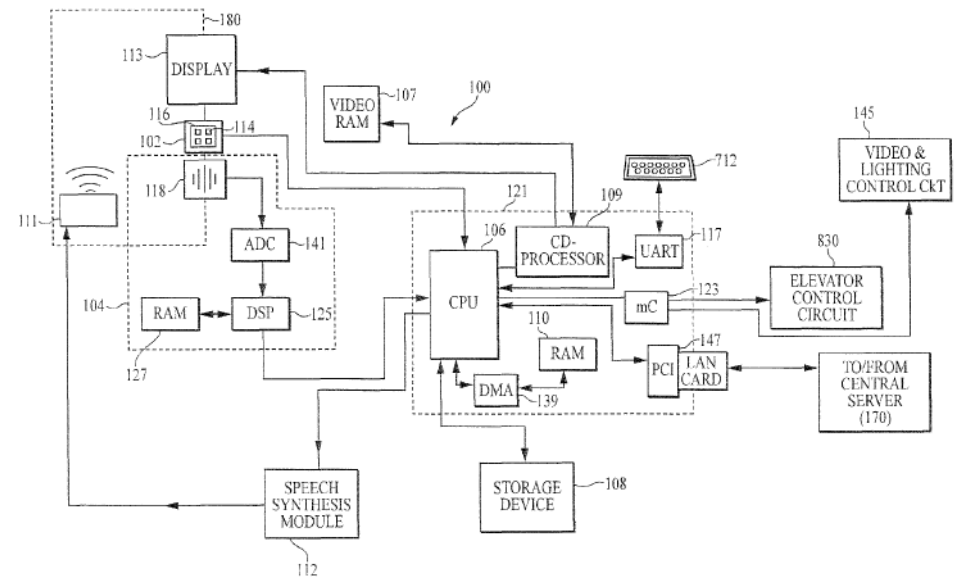 180
113
DISPLAY
116
114
102
118
111
104
ADC
141
RAM
127
DSP
125
VIDEO
RAM
107
100
712
121
106
CPU
109
CD-
PROCESSOR
UART
117
123
mC
110
RAM
DMA
139
147
PCI
LAN
CARD
145
VIDEO &
LIGHTING
CONTROL CkT
830
ELEVATOR
CONTROL
CIRCUIT
TO/FROM
CENTRAL
SERVER
(170)
SPEECH
SYNTHESIS
MODULE
112
STORAGE
DEVICE
108